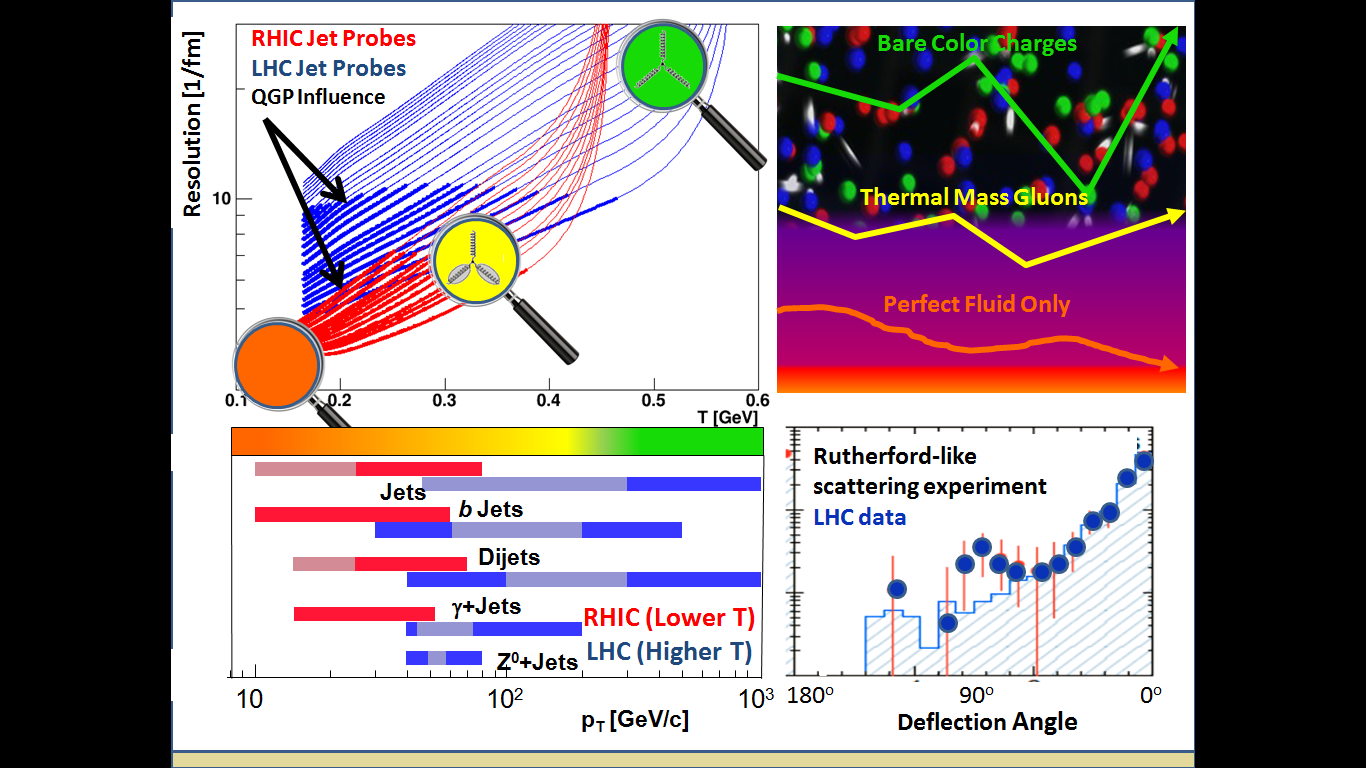 RHIC Jet Probes
LHC Jet Probes
QGP Influence
Resolution [1/fm]
10
0.1
0.2
0.3
0.4
0.5
0.6
T [GeV]
Bare Color Charges
Thermal Mass Gluons
Perfect Fluid Only
Jets
b Jets
Dijets
γ+Jets
Z⁰+Jets
RHIC (Lower T)
LHC (Higher T)
10
10²
10³
p_T [GeV/c]
Rutherford-like
scattering experiment
LHC data
180º
90º
0º
Deflection Angle